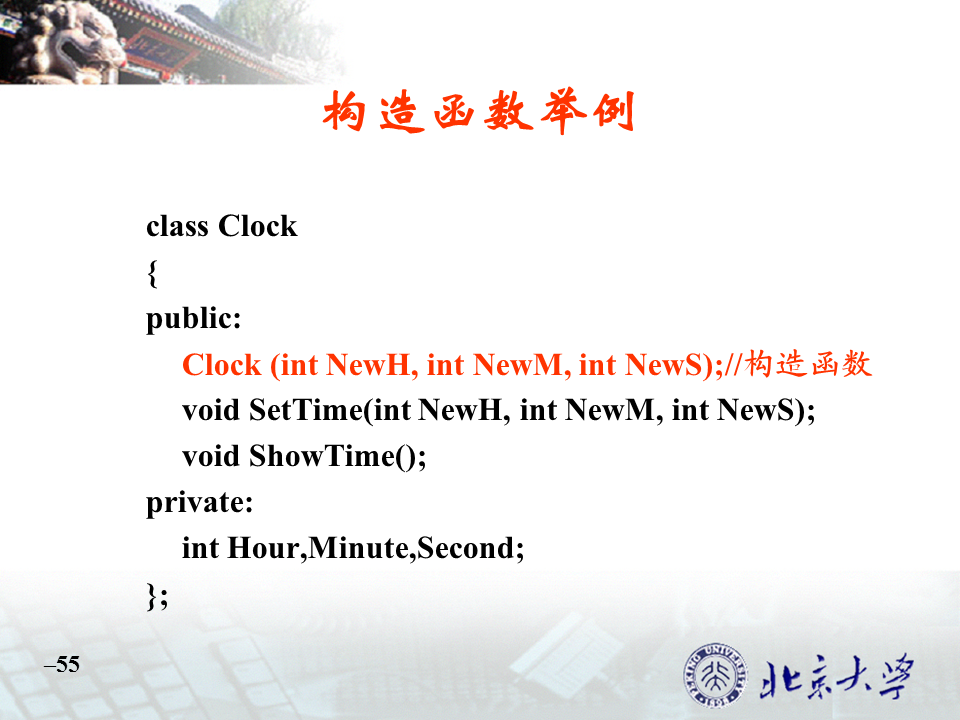 构造函数举例
class Clock
{
public:
Clock (int NewH, int NewM, int NewS);//构造函数
void SetTime(int NewH, int NewM, int NewS);
void ShowTime();
private:
int Hour,Minute,Second;
};
–55
PEKING UNIVERSITY
1898
北京大学